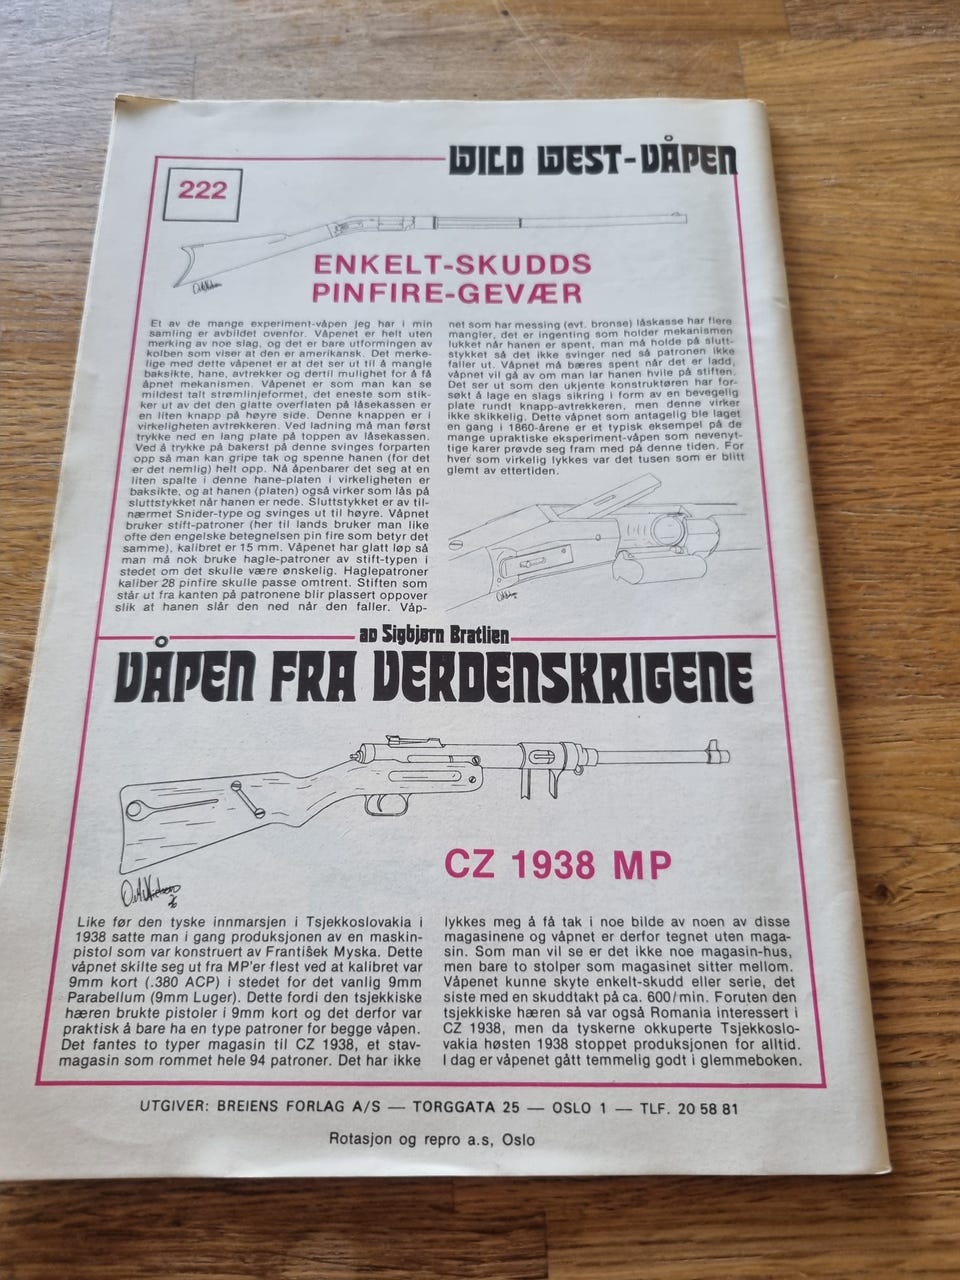 WILD WEST-VÅPEN
222
ENKELT-SKUDDS
PINFIRE-GEVÆR
Et av de mange experiment-våpen jeg har i min
samling er avbildet ovenfor. Våpenet er helt uten
merking av noe slag, og det er bare utformingen av
kolben som viser at den er amerikansk. Det merke-
lige med dette våpenet er at det ser ut til å mangle
baksikte, hane, avtrekker og dertil mulighet for å få
åpnet mekanismen. Våpenet er som man kan se
mildest talt strømlinjeformet, det eneste som stik-
ker ut av det den glatte overflaten på låsekassen er
en liten knapp på høyre side. Denne knappen er i
virkeligheten avtrekkeren. Ved ladning må man først
trykke ned en lang plate på toppen av låsekassen.
Ved å trykke på bakerst på denne svinges forparten
opp så man kan gripe tak og spenne hanen (for det
er det nemlig) helt opp. Nå åpenbarer det seg at en
liten spalte i denne hane-platen i virkeligheten er
baksikte, og at hanen (platen) også virker som lås på
sluttstykket når hanen er nede. Sluttstykket er av til-
nærmet Snider-type og svinges ut til høyre. Våpnet
bruker stift-patroner (her til lands bruker man like
ofte den engelske betegnelsen pin fire som betyr det
samme), kalibret er 15 mm. Våpenet har glatt løp så
man må nok bruke hagle-patroner av stift-typen i
stedet om det skulle være ønskelig. Haglepatroner
kaliber 28 pinfire skulle passe omtrent. Stiften som
står ut fra kanten på patronene blir plassert oppover
slik at hanen slår den ned når den faller. Våp-
net som har messing (evt. bronse) låskasse har flere
mangler, det er ingenting som holder mekanismen
lukket når hanen er spent, man må holde på slutt-
stykket så det ikke svinger ned så patronen ikke
faller ut. Våpenet må bæres spent når det er ladd,
våpnet vil gå av om man lar hanen hvile på stiften.
Det ser ut som den ukjente konstruktøren har for-
søkt å lage en slags sikring i form av en bevegelig
plate rundt knapp-avtrekkeren, men denne virker
ikke skikkelig. Dette våpnet som antagelig ble laget
en gang i 1860-årene er et typisk eksempel på de
mange upraktiske eksperiment-våpen som nevenyt-
tige karer prøvde seg fram med på denne tiden. For
hver som virkelig lykkes var det tusen som er blitt
glemt av ettertiden.
av Sigbjørn Bratlien
VÅPEN FRA VERDENSKRIGENE
CZ 1938 MP
Like før den tyske innmarsjen i Tsjekkoslovakia i
1938 satte man i gang produksjonen av en maskin-
pistol som var konstruert av František Myska. Dette
våpnet skilte seg ut fra MP'er flest ved at kalibret var
9mm kort (.380 ACP) i stedet for det vanlig 9mm
Parabellum (9mm Luger). Dette fordi den tsjekkiske
hæren brukte pistoler i 9mm kort og det derfor var
praktisk å bare ha en type patroner for begge våpen.
Det fantes to typer magasin til CZ 1938, et stav-
magasin som rommet hele 94 patroner. Det har ikke
lykkes meg å få tak i noe bilde av noen av disse
magasinene og våpnet er derfor tegnet uten maga-
sin. Som man vil se er det ikke noe magasin-hus,
men bare to stolper som magasinet sitter mellom.
Våpenet kunne skyte enkelt-skudd eller serie, det
siste med en skuddtakt på ca. 600/min. Foruten den
tsjekkiske hæren så var også Romania interessert i
CZ 1938, men da tyskerne okkuperte Tsjekkoslo-
vakia høsten 1938 stoppet produksjonen for alltid.
I dag er våpenet gått temmelig godt i glemmeboken.
UTGIVER: BREIENS FORLAG A/S — TORGGATA 25 — OSLO 1 — TLF. 20 58 81
Rotasjon og repro a.s, Oslo